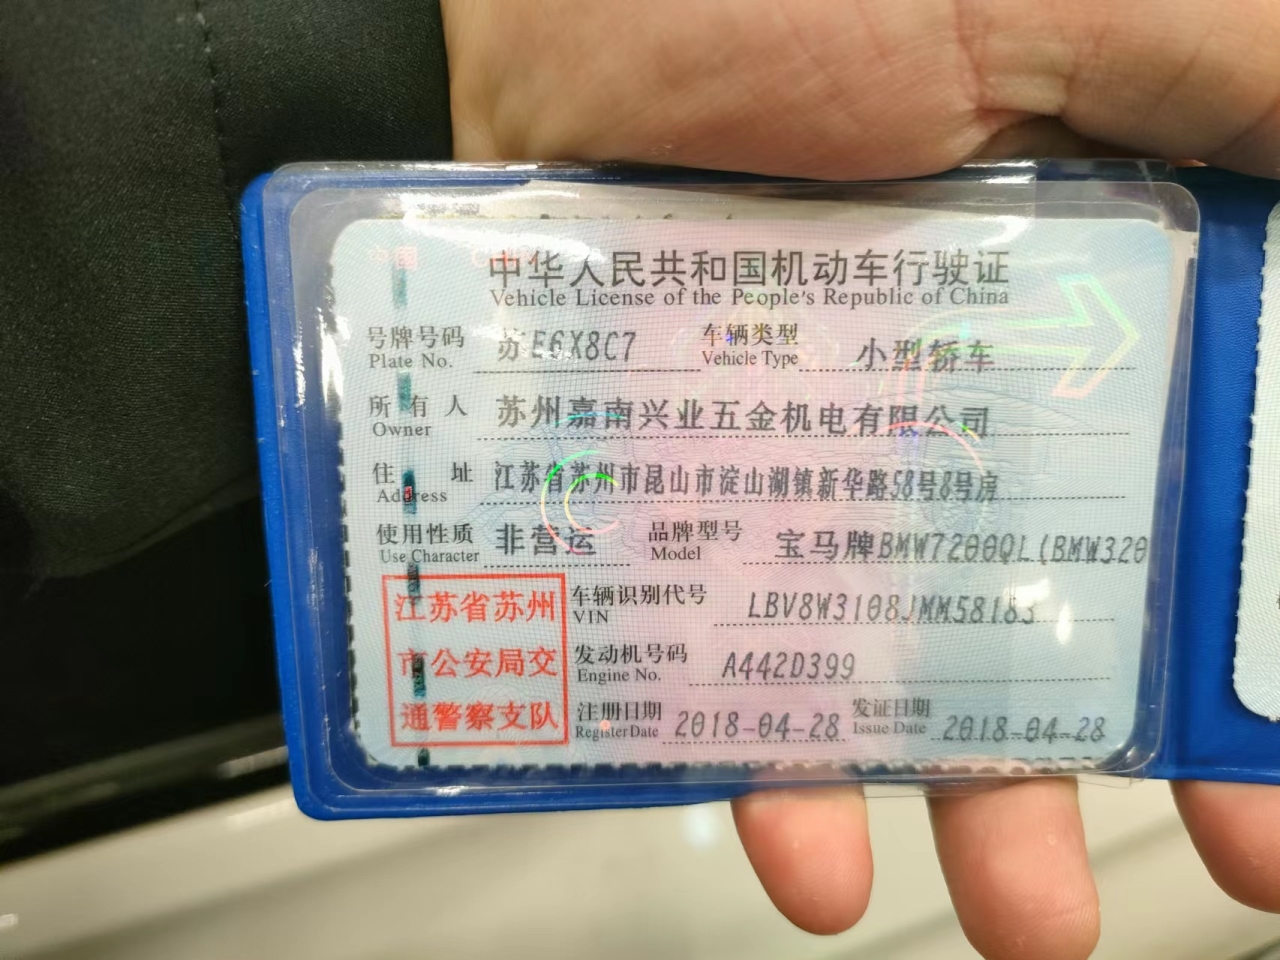 中华人民共和国机动车行驶证
Vehicle License of the People's Republic of China
号牌号码 苏E6X8C7 车辆类型 小型轿车
Plate No. Vehicle Type
所有人 苏州嘉南兴业五金机电有限公司
Owner
住址 江苏省苏州市昆山市淀山湖镇新华路58号8号房
Address
使用性质 非营运 品牌型号 宝马牌BMW7200QL(BMW320
Use Character Model
江苏省苏州 车辆识别代号 LBV8W3108JMM58183
VIN
市公安局交 发动机号码 A442D399
Engine No.
通警察支队 注册日期 2018-04-28 发证日期 2018-04-28
Register Date Issue Date